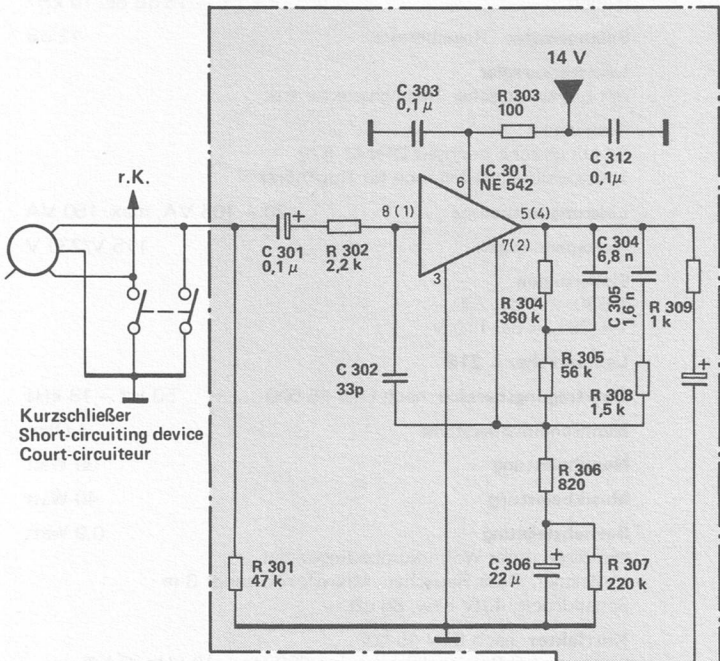 14 V
C 303
0,1 µ
R 303
100
C 312
0,1µ
IC 301
NE 542
6
r.K.
8 (1)
5(4)
7(2)
3
C 301
0,1 µ
R 302
2,2 k
C 304
6,8 n
C 305
1,6 n
R 304
360 k
R 309
1 k
C 302
33p
R 305
56 k
R 308
1,5 k
Kurzschließer
Short-circuiting device
Court-circuiteur
R 306
820
R 301
47 k
C 306
22 µ
R 307
220 k